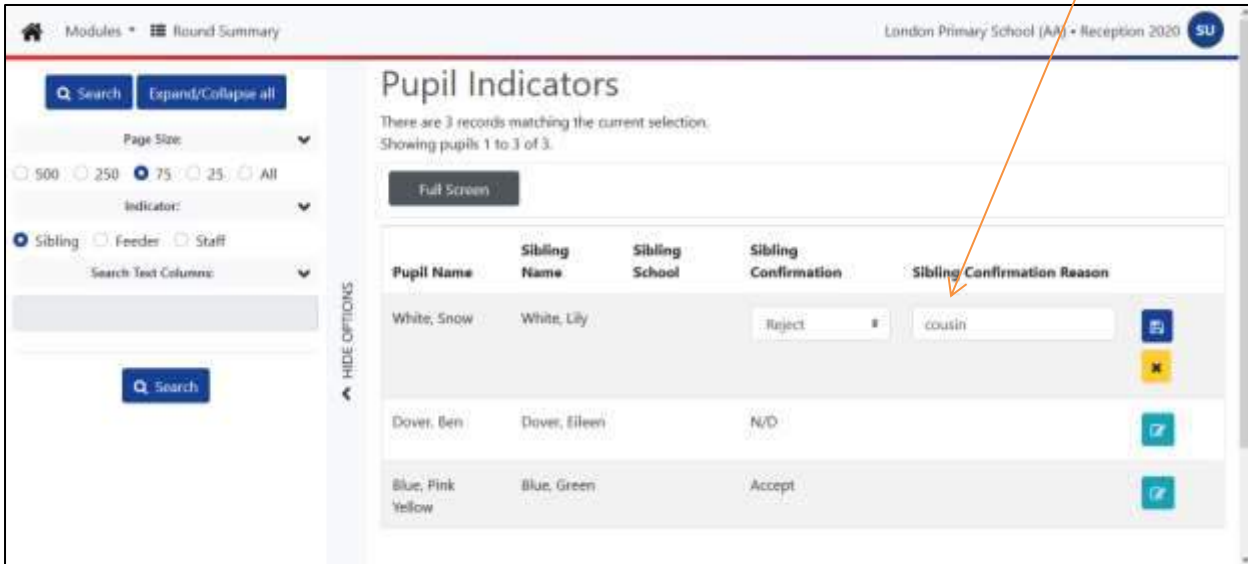 Modules Round Summary London Primary School (AA) • Reception 2020 SU
Search Expand/Collapse all
Page Size:
500 250 75 25 All
Indicator:
Sibling Feeder Staff
Search Text Columns:
Search
HIDE OPTIONS
Pupil Indicators
There are 3 records matching the current selection.
Showing pupils 1 to 3 of 3.
Full Screen
Pupil Name Sibling Name Sibling School Sibling Confirmation Sibling Confirmation Reason
White, Snow White, Lily Reject cousin
Dover, Ben Dover, Eileen N/D
Blue, Pink Yellow Blue, Green Accept